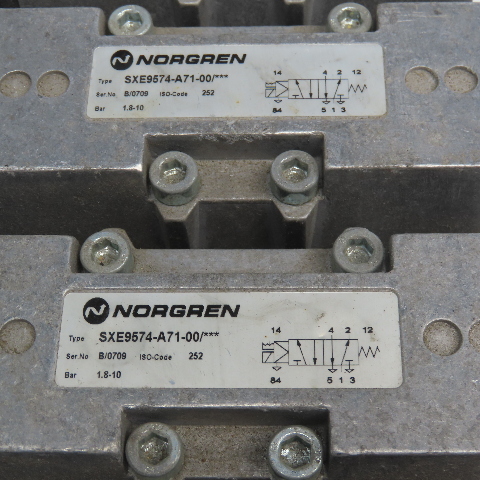 NORGREN
Type SXE9574-A71-00/***
Ser.No. B/0709 ISO-Code 252
Bar 1.8-10
14 4 2 12
84 5 1 3
NORGREN
Type SXE9574-A71-00/***
Ser.No B/0709 ISO-Code 252
Bar 1.8-10
14 4 2 12
84 5 1 3